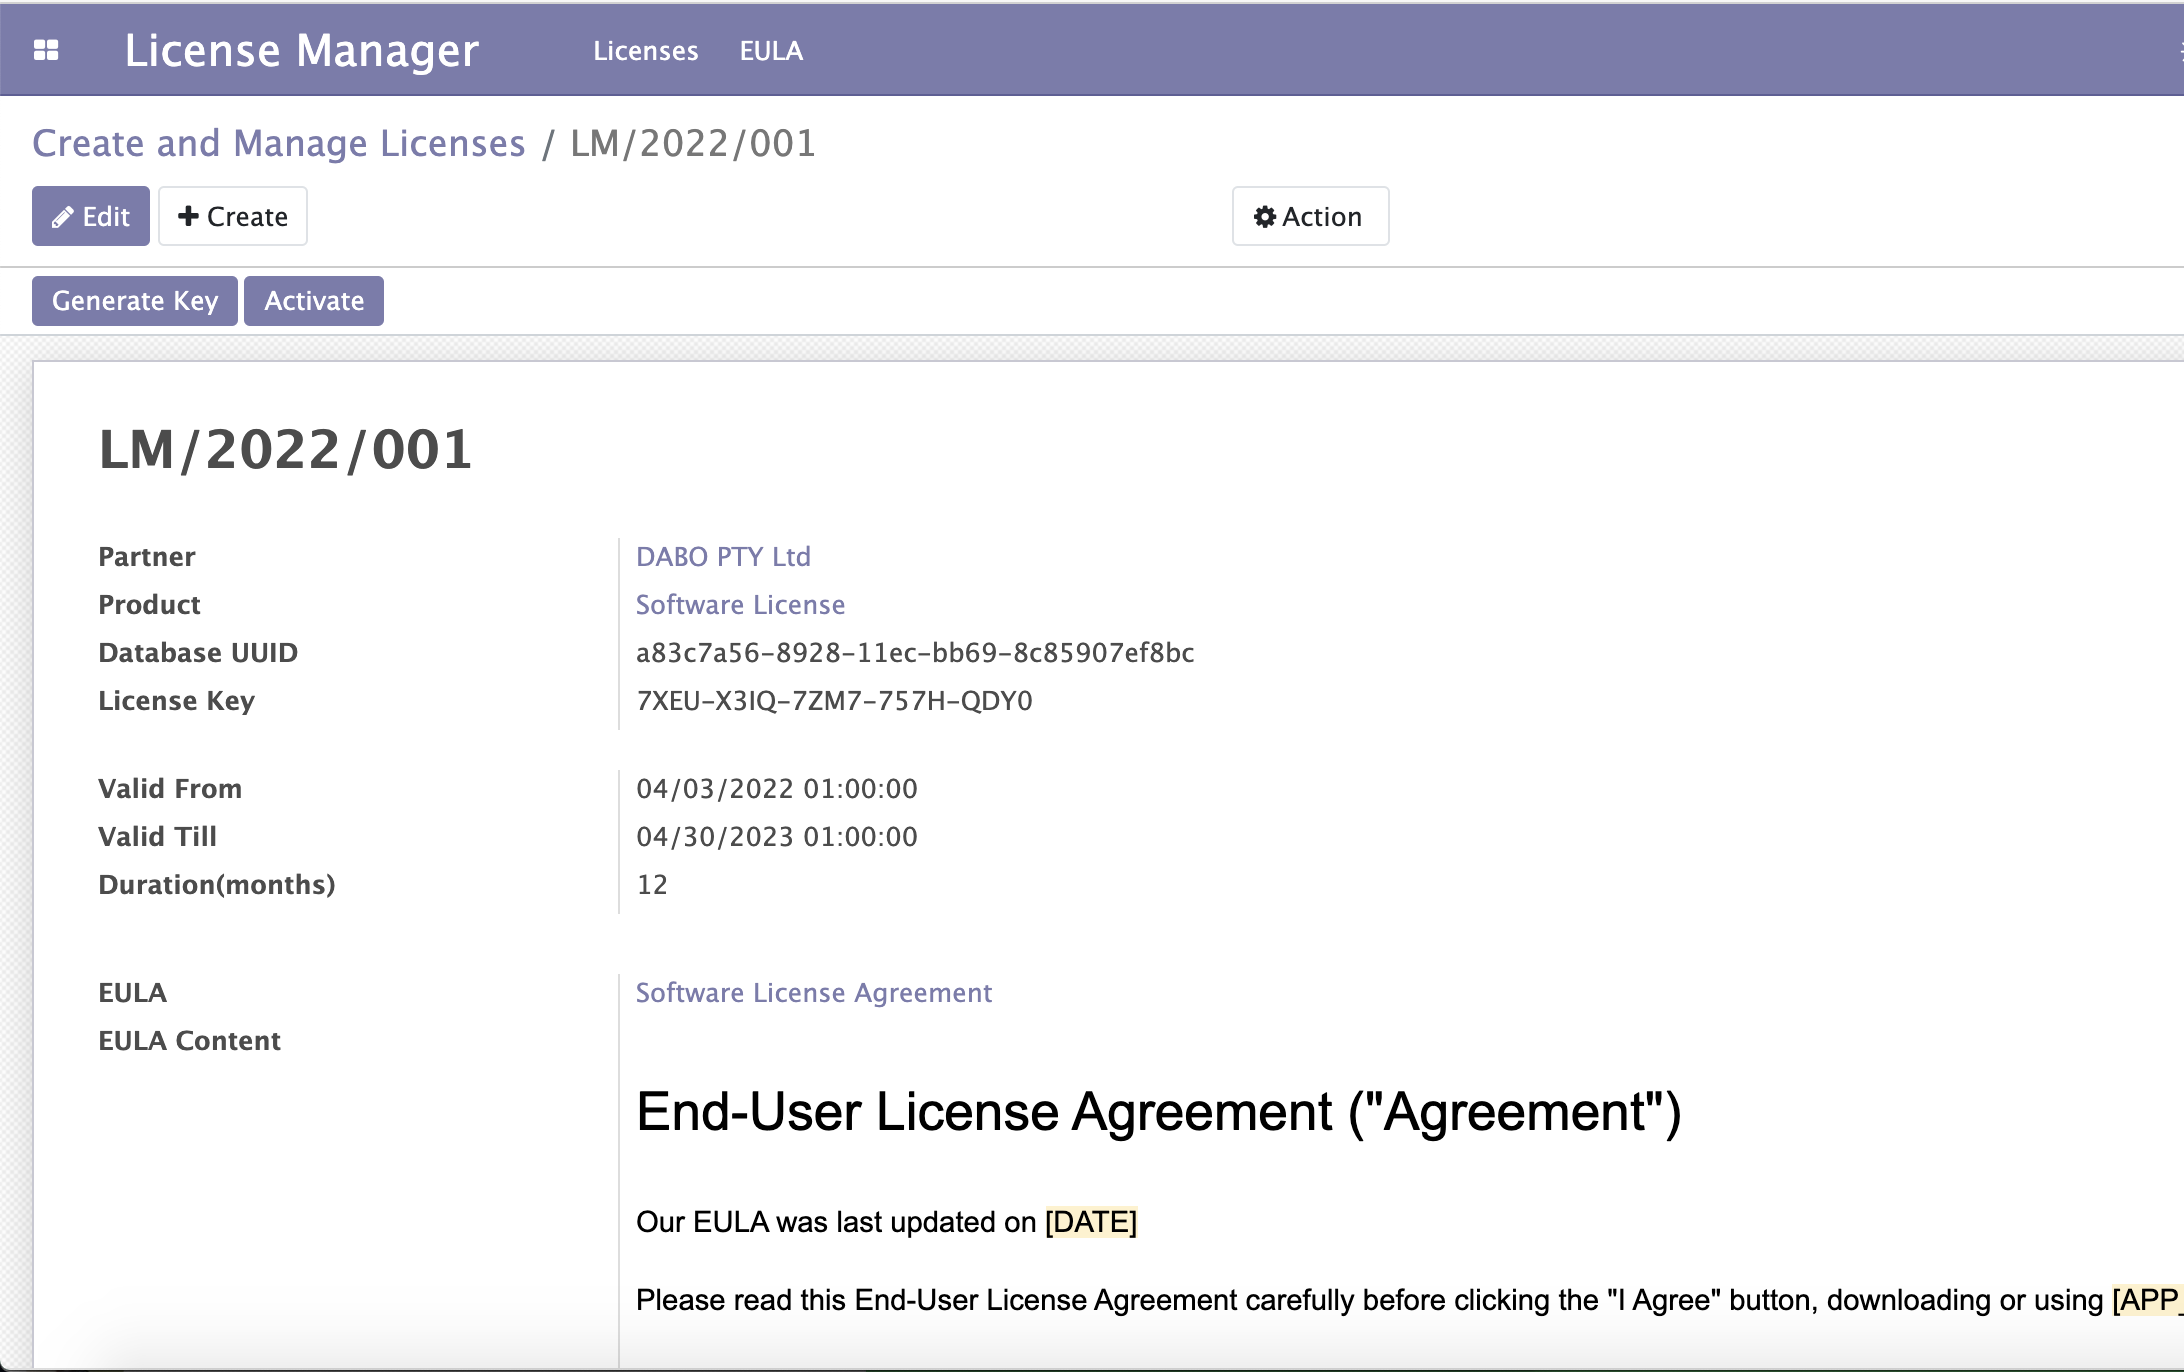 License Manager Licenses EULA
Create and Manage Licenses / LM/2022/001
Edit Create Action
Generate Key Activate
LM/2022/001
Partner DABO PTY Ltd
Product Software License
Database UUID a83c7a56-8928-11ec-bb69-8c85907ef8bc
License Key 7XEU-X3IQ-7ZM7-757H-QDY0
Valid From 04/03/2022 01:00:00
Valid Till 04/30/2023 01:00:00
Duration(months) 12
EULA Software License Agreement
EULA Content
End-User License Agreement ("Agreement")
Our EULA was last updated on [DATE]
Please read this End-User License Agreement carefully before clicking the "I Agree" button, downloading or using [APP_